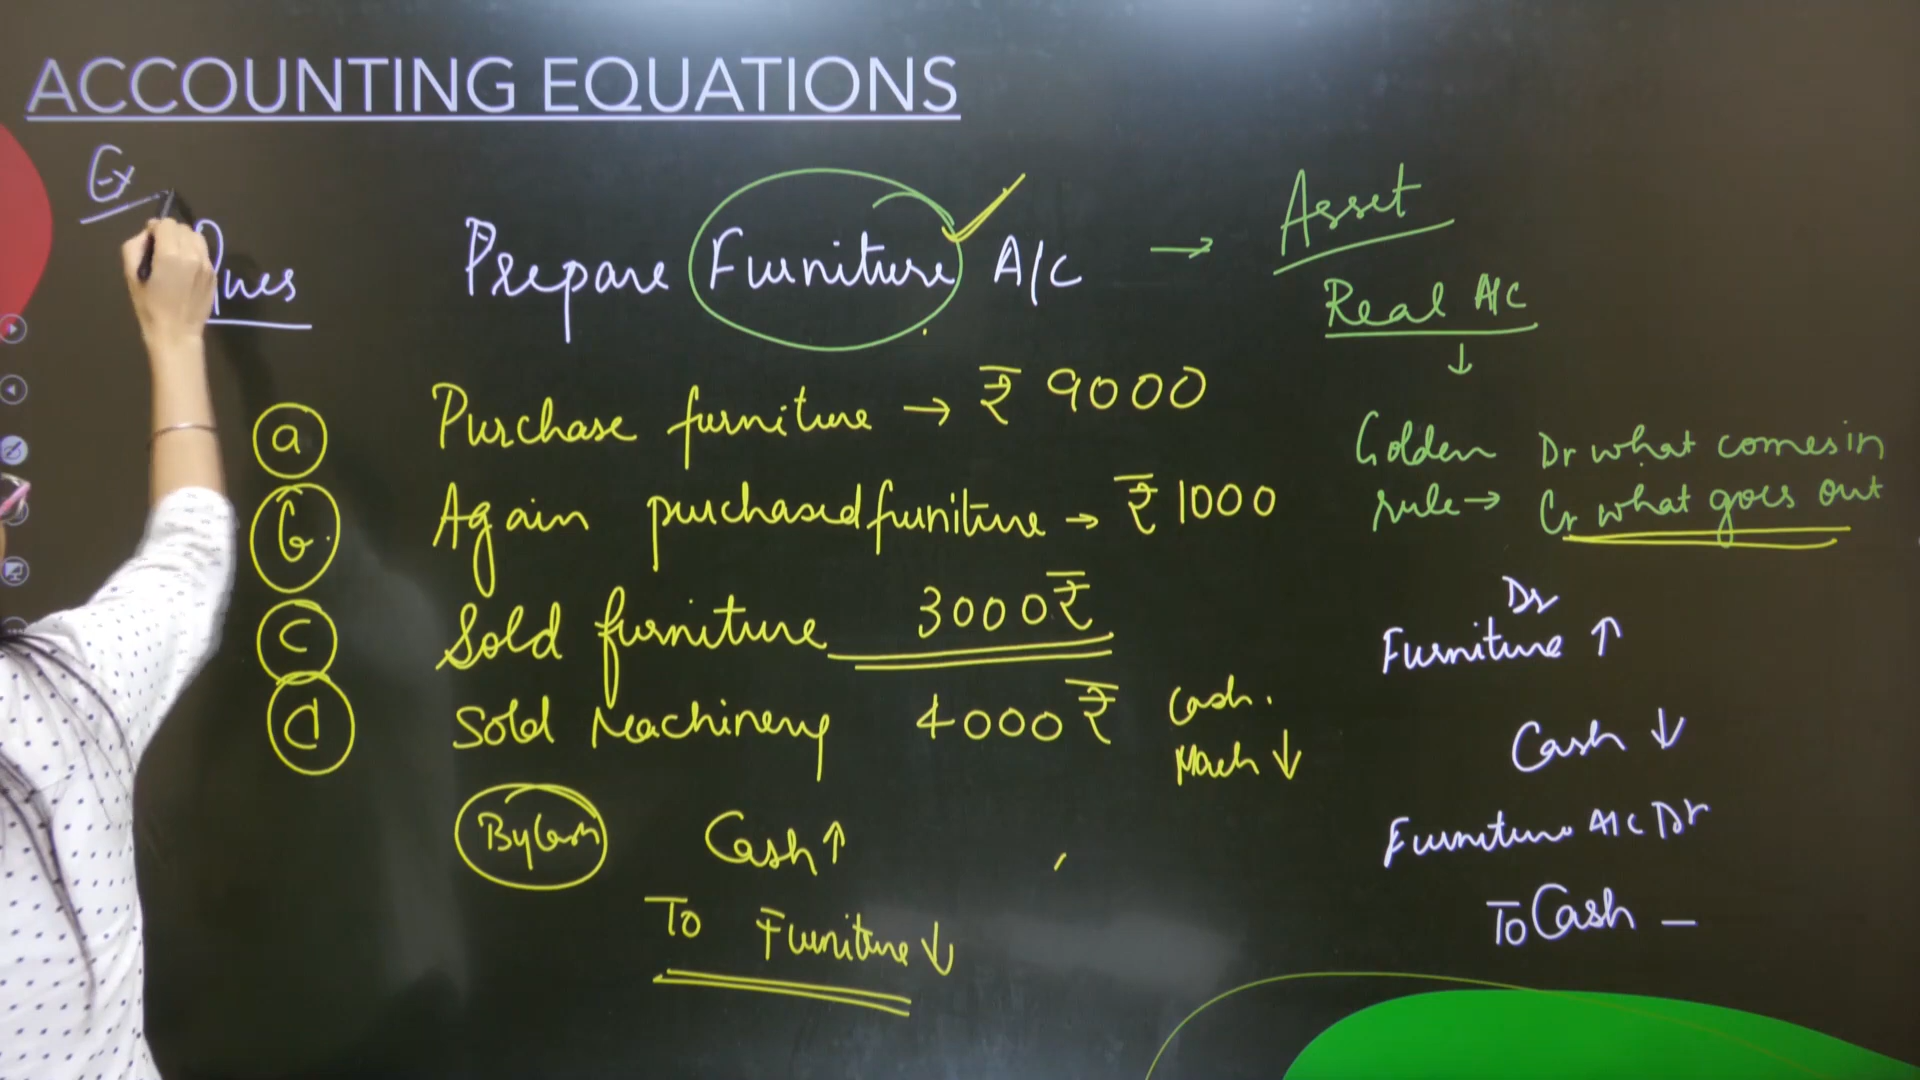 ACCOUNTING EQUATIONS
Ex
Ques Prepare Furniture A/C → Asset
Real A/C
↓
a Purchase furniture → ₹ 9000
Golden rule → Dr what comes in
Cr what goes out
b. Again purchased furniture → ₹ 1000
c Sold furniture 3000₹
d Sold Machinery 4000₹ Cash.
Mach ↓
By Cash Cash ↑
To Furniture ↓
Dr
Furniture ↑
Cash ↓
Furniture A/C Dr
To Cash —